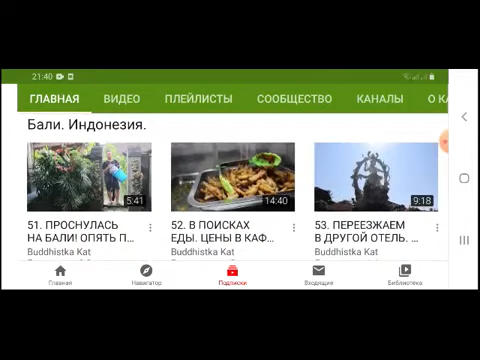 21:40
ГЛАВНАЯ ВИДЕО ПЛЕЙЛИСТЫ СООБЩЕСТВО КАНАЛЫ О КА
Бали. Индонезия.
5:41 14:40 9:18
51. ПРОСНУЛАСЬ
НА БАЛИ! ОПЯТЬ П...
Buddhistka Kat
52. В ПОИСКАХ
ЕДЫ. ЦЕНЫ В КАФ...
Buddhistka Kat
53. ПЕРЕЕЗЖАЕМ
В ДРУГОЙ ОТЕЛЬ. ...
Buddhistka Kat
Главная Навигатор Подписки Входящие Библиотека